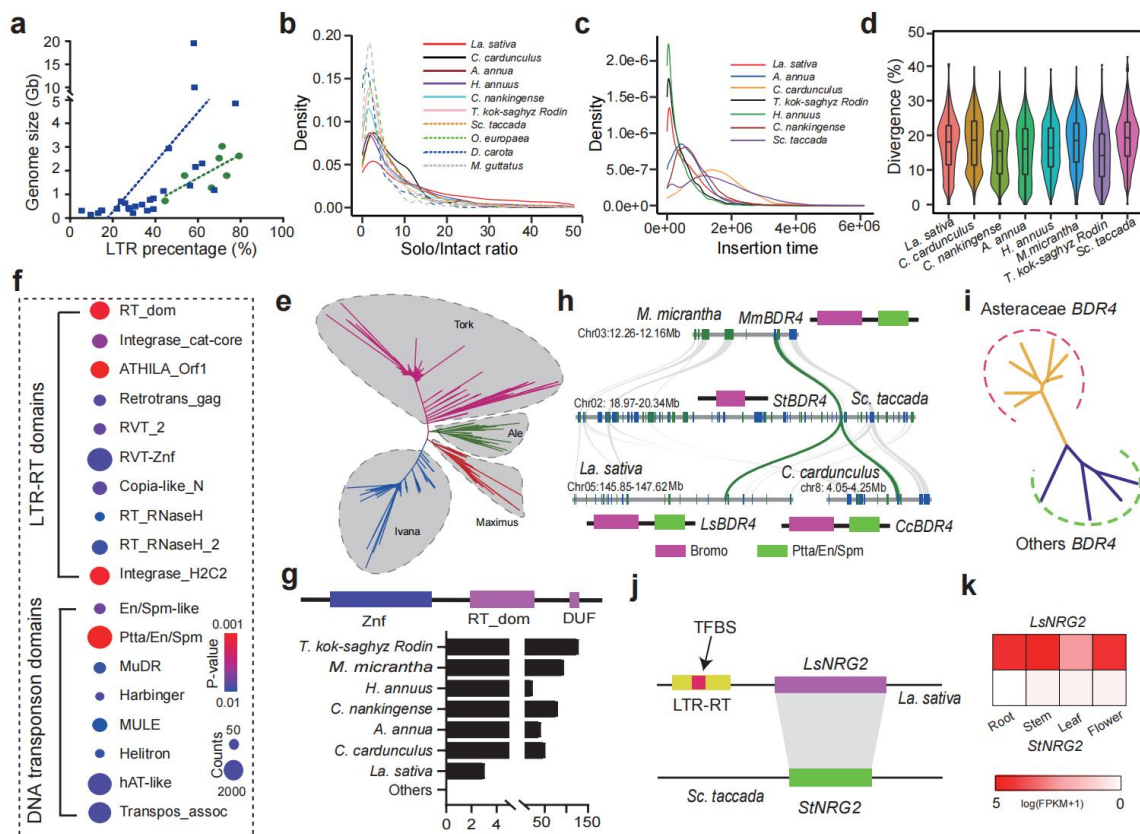 a
Genome size (Gb)
20
15
10
5
5
4
3
2
1
0
0 20 40 60 80 100
LTR precentage (%)
b
Density
0.20
0.15
0.10
0.05
0.00
0 10 20 30 40 50
Solo/Intact ratio
La. sativa
C. cardunculus
A. annua
H. annuus
C. nankingense
T. kok-saghyz Rodin
Sc. taccada
O. europaea
D. carota
M. guttatus
c
Density
2.0e-6
1.5e-6
1.0e-6
5.0e-7
0.0e+0
0e+00 2e+06 4e+06 6e+06
Insertion time
La. sativa
A. annua
C. cardunculus
T. kok-saghyz Rodin
H. annuus
C. nankingense
Sc. taccada
d
Divergence (%)
50
40
30
20
10
0
La. sativa
C. cardunculus
C. nankingense
A. annua
H. annuus
M.micrantha
T. kok-saghyz Rodin
Sc. taccada
f
LTR-RT domains
RT_dom
Integrase_cat-core
ATHILA_Orf1
Retrotrans_gag
RVT_2
RVT-Znf
Copia-like_N
RT_RNaseH
RT_RNaseH_2
Integrase_H2C2
DNA transposon domains
En/Spm-like
Ptta/En/Spm
MuDR
Harbinger
MULE
Helitron
hAT-like
Transpos_assoc
0.001
P-value
0.01
Counts
50
2000
e
Tork
Ale
Maximus
Ivana
g
Znf
RT_dom
DUF
T. kok-saghyz Rodin
M. micrantha
H. annuus
C. nankingense
A. annua
C. cardunculus
La. sativa
Others
0 2 4 50 100 150
h
M. micrantha
MmBDR4
Chr03:12.26-12.16Mb
StBDR4
Sc. taccada
Chr02: 18.97-20.34Mb
La. sativa
Chr05:145.85-147.62Mb
C. cardunculus
chr8: 4.05-4.25Mb
LsBDR4
CcBDR4
Bromo
Ptta/En/Spm
i
Asteraceae BDR4
Others BDR4
j
TFBS
LTR-RT
LsNRG2
La. sativa
Sc. taccada
StNRG2
k
LsNRG2
Root
Stem
Leaf
Flower
StNRG2
5
log(FPKM+1)
0